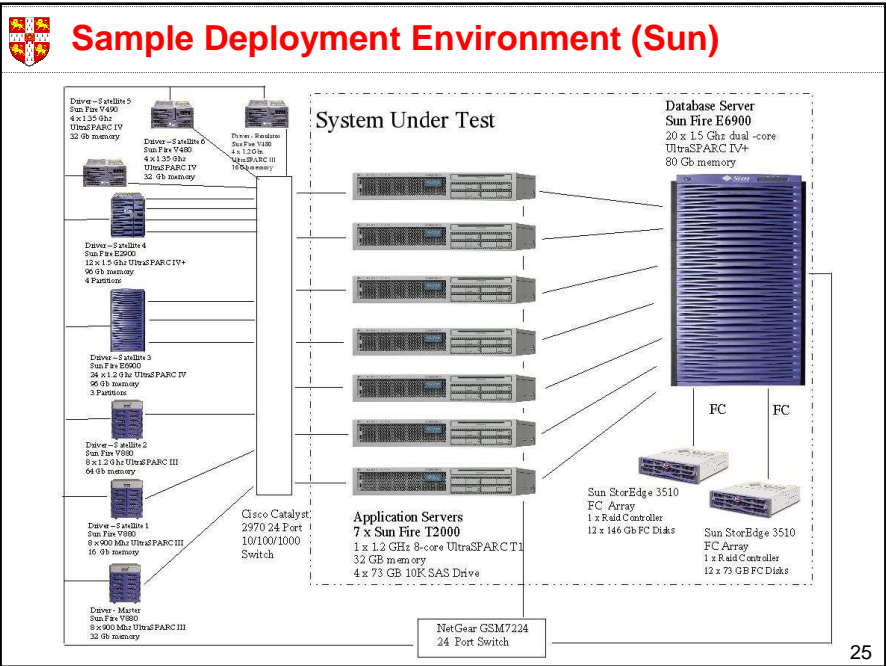 Sample Deployment Environment (Sun)
Driver – Satellite 5
Sun Fire V490
4 x 1.35 Ghz
UltraSPARC IV
32 Gb memory
Driver – Satellite 6
Sun Fire V480
4 x 1.35 Ghz
UltraSPARC IV
32 Gb memory
Driver - Emulator
Sun Fire V480
4 x 1.2 Ghz
UltraSPARC III
16 Gb memory
Driver – Satellite 4
Sun Fire E2900
12 x 1.5 Ghz UltraSPARC IV+
96 Gb memory
4 Partitions
Driver – Satellite 3
Sun Fire E6900
24 x 1.2 Ghz UltraSPARC IV
96 Gb memory
3 Partitions
Driver – Satellite 2
Sun Fire V880
8 x 1.2 Ghz UltraSPARC III
64 Gb memory
Driver – Satellite 1
Sun Fire V880
8 x 900 Mhz UltraSPARC III
16 Gb memory
Driver - Master
Sun Fire V880
8 x 900 Mhz UltraSPARC III
32 Gb memory
Cisco Catalyst
2970 24 Port
10/100/1000
Switch
System Under Test
Application Servers
7 x Sun Fire T2000
1 x 1.2 GHz 8-core UltraSPARC T1
32 GB memory
4 x 73 GB 10K SAS Drive
Database Server
Sun Fire E6900
20 x 1.5 Ghz dual -core
UltraSPARC IV+
80 Gb memory
Sun
FC
FC
Sun StorEdge 3510
FC Array
1 x Raid Controller
12 x 146 Gb FC Disks
Sun StorEdge 3510
FC Array
1 x Raid Controller
12 x 73 GB FC Disks
NetGear GSM7224
24 Port Switch
25